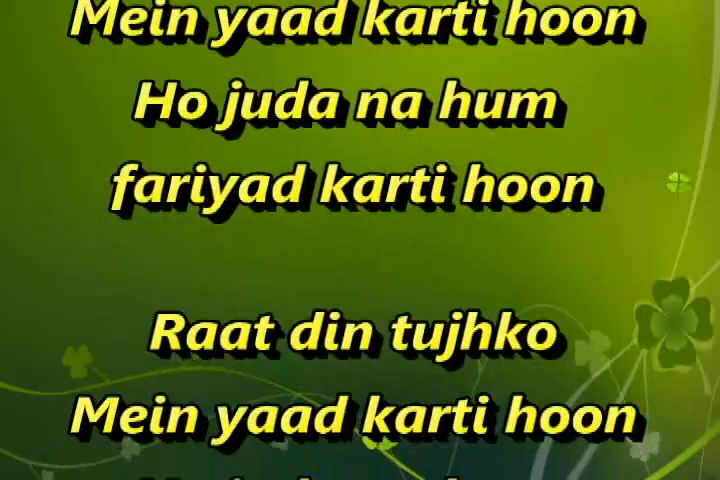 Mein yaad karti hoon
Ho juda na hum
fariyad karti hoon
Raat din tujhko
Mein yaad karti hoon